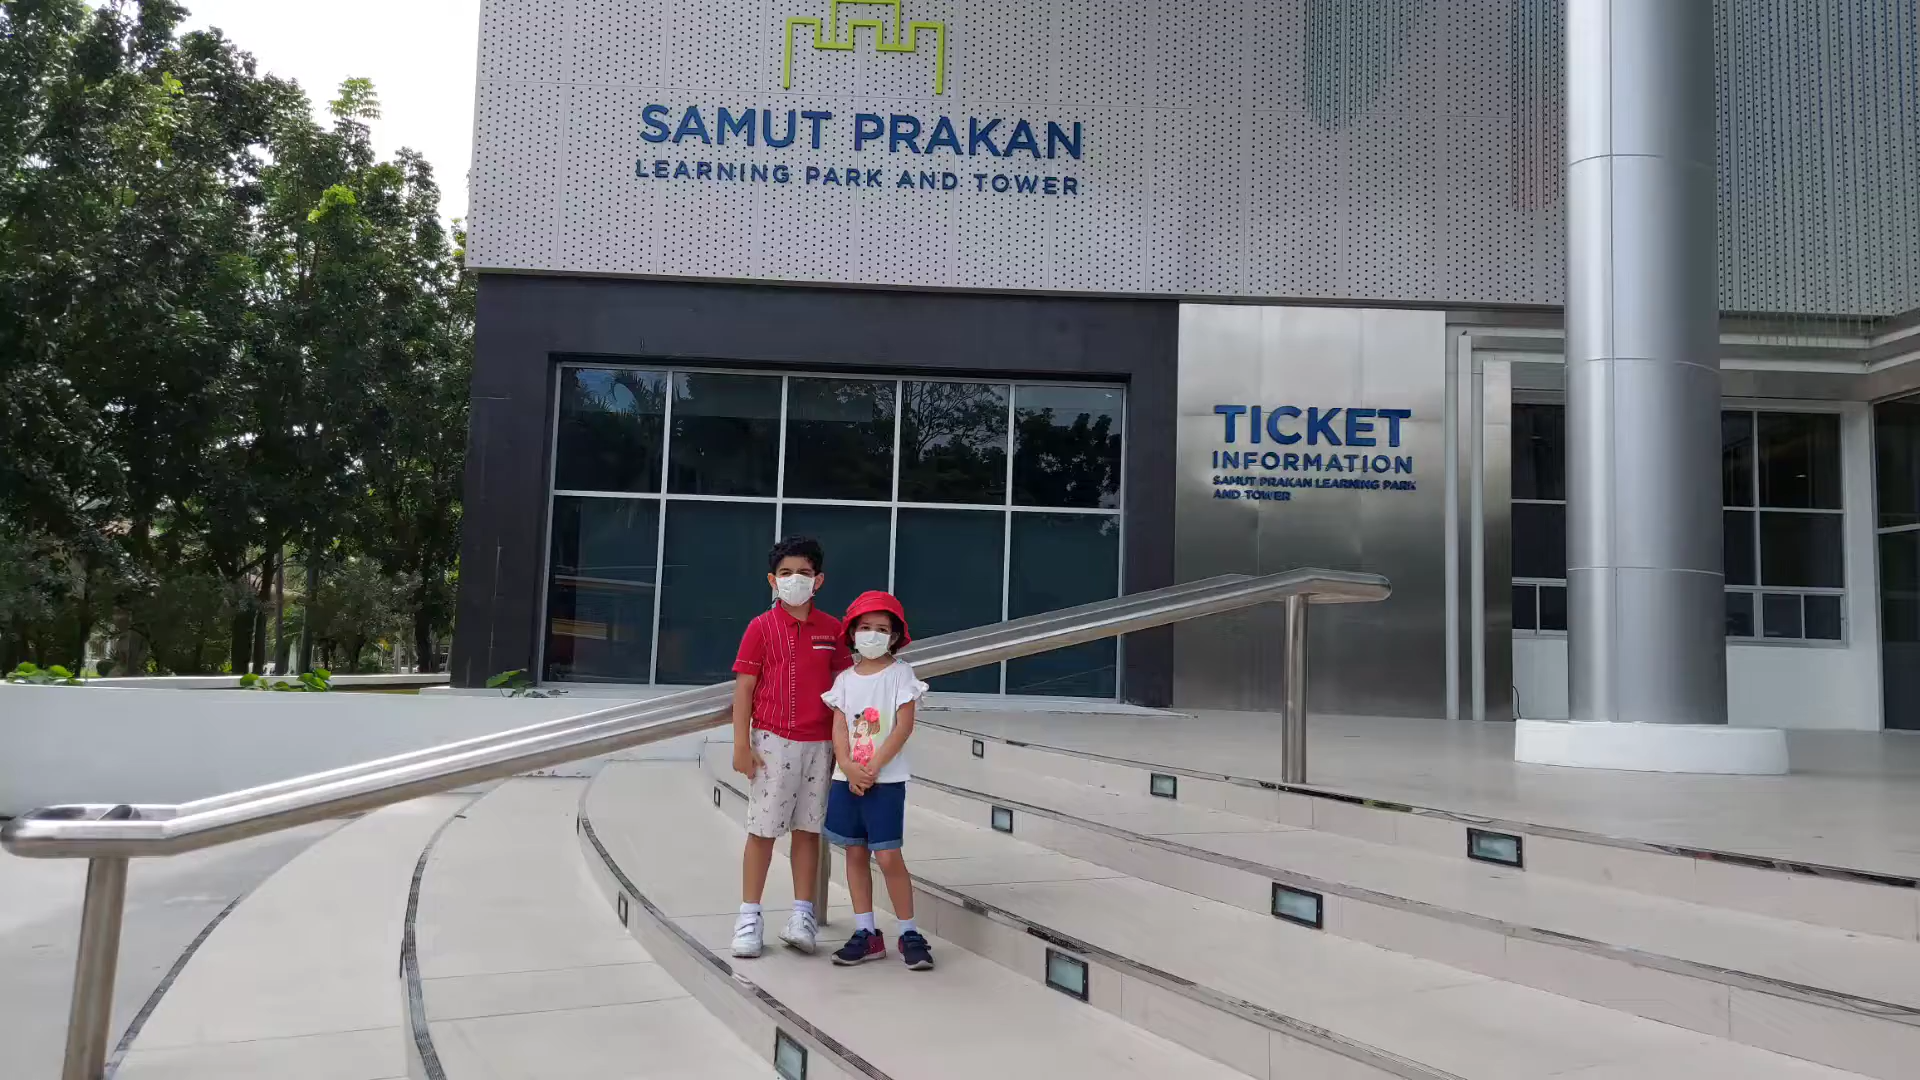 SAMUT PRAKAN
LEARNING PARK AND TOWER
TICKET
INFORMATION
SAMUT PRAKAN LEARNING PARK
AND TOWER